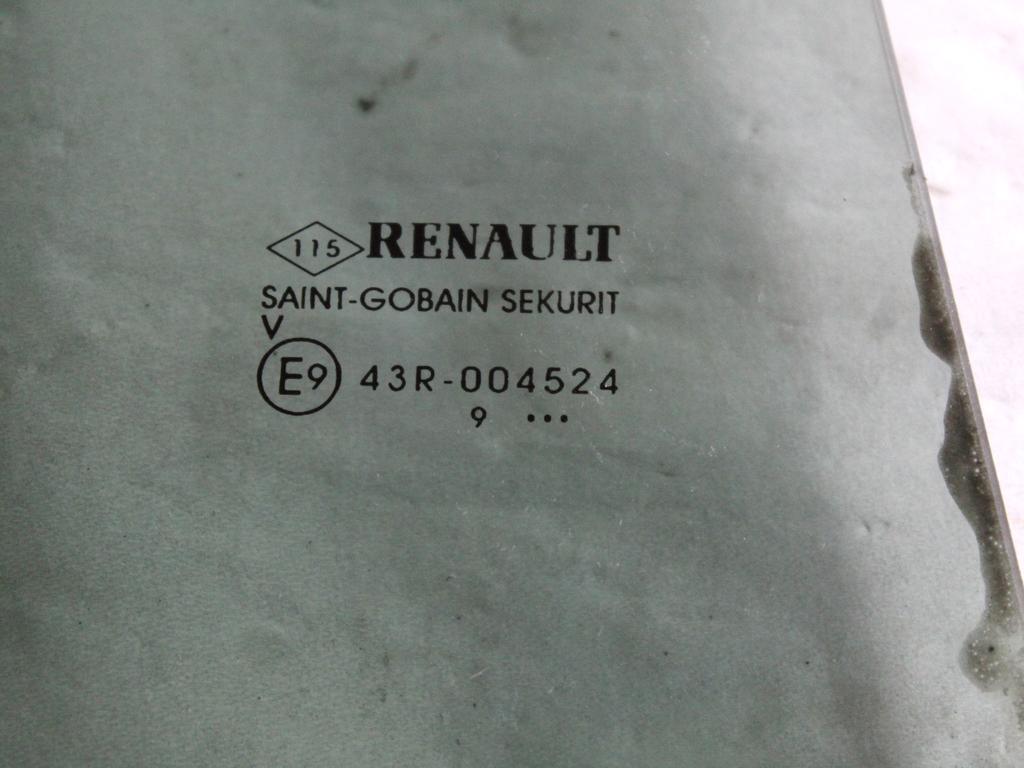 115 RENAULT
SAINT-GOBAIN SEKURIT
V
E9 43R-004524
9 ...